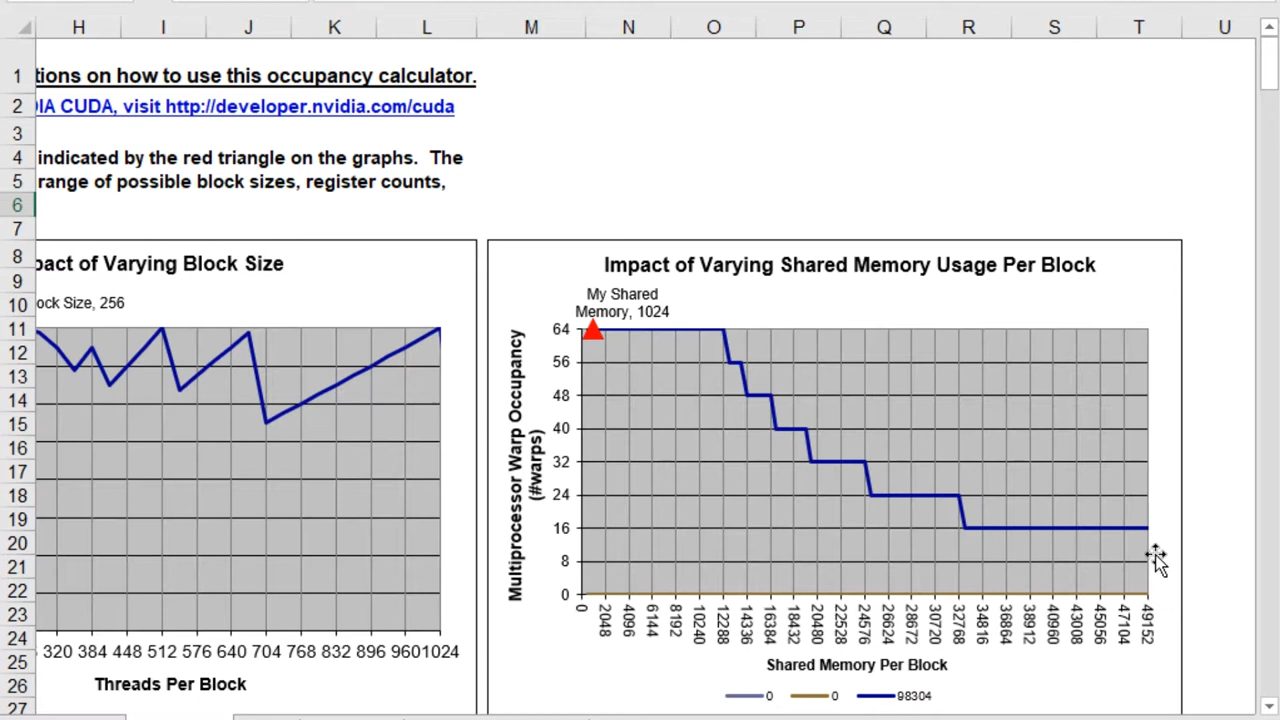 H I J K L M N O P Q R S T U
1 tions on how to use this occupancy calculator.
2 IA CUDA, visit http://developer.nvidia.com/cuda
3
4 indicated by the red triangle on the graphs. The
5 range of possible block sizes, register counts,
6
7
8
9
10
11
12
13
14
15
16
17
18
19
20
21
22
23
24
25
26
27
pact of Varying Block Size
ock Size, 256
320 384 448 512 576 640 704 768 832 896 960 1024
Threads Per Block
Impact of Varying Shared Memory Usage Per Block
My Shared
Memory, 1024
Multiprocessor Warp Occupancy
(#warps)
64
56
48
40
32
24
16
8
0
0 2048 4096 6144 8192 10240 12288 14336 16384 18432 20480 22528 24576 26624 28672 30720 32768 34816 36864 38912 40960 43008 45056 47104 49152
Shared Memory Per Block
0 0 98304